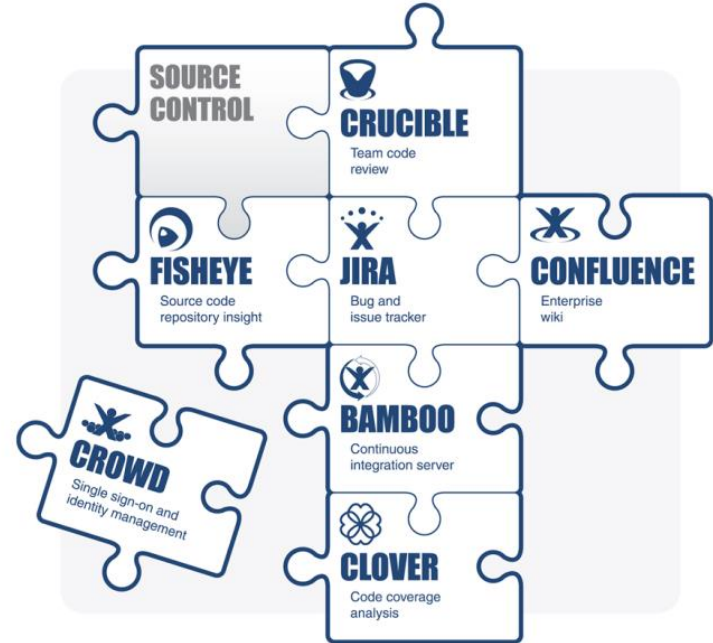 SOURCE
CONTROL
CRUCIBLE
Team code
review
FISHEYE
Source code
repository insight
JIRA
Bug and
issue tracker
CONFLUENCE
Enterprise
wiki
CROWD
Single sign-on and
identity management
BAMBOO
Continuous
integration server
CLOVER
Code coverage
analysis